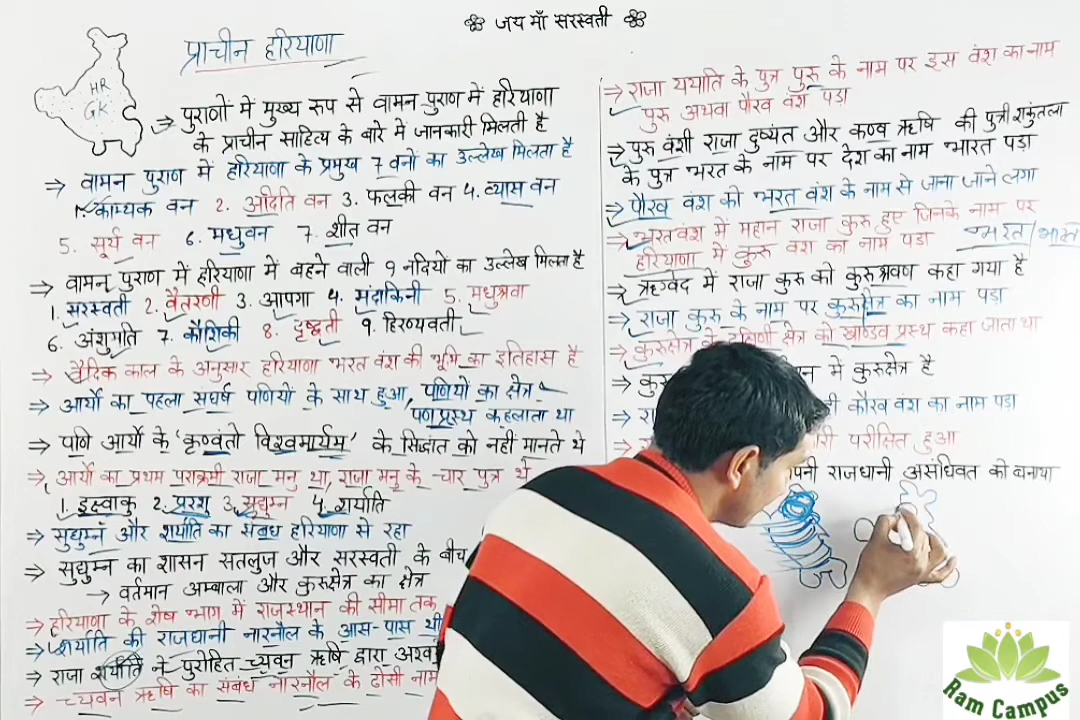 जय माँ सरस्वती
प्राचीन हरियाणा
HR
GK
⇒ पुराणों में मुख्य रूप से वामन पुराण में हरियाणा
के प्राचीन साहित्य के बारे में जानकारी मिलती है
⇒ वामन पुराण में हरियाणा के प्रमुख 7 वनों का उल्लेख मिलता है
1. काम्यक वन 2. अदिति वन 3. फलकी वन 4. व्यास वन
5. सूर्य वन 6. मधुवन 7. शीत वन
⇒ वामन पुराण में हरियाणा में बहने वाली 9 नदियों का उल्लेख मिलता है
1. सरस्वती 2. वैतरणी 3. आपगा 4. मंदाकिनी 5. मधुश्रवा
6. अंशुमति 7. कौशिकी 8. दृष्द्वती 9. हिरण्यवती
⇒ वैदिक काल के अनुसार हरियाणा भरत वंश की भूमि का इतिहास है
⇒ आर्यों का पहला संघर्ष पणियों के साथ हुआ, पणियों का क्षेत्र
पणप्रस्थ कहलाता था
⇒ पणि आर्यों के 'कृण्वंतो विश्वमार्यम' के सिद्धांत को नहीं मानते थे
⇒ आर्यों का प्रथम पराक्रमी राजा मनु था, राजा मनु के चार पुत्र थे
1. इक्ष्वाकु 2. प्ररशु 3. सुद्युम्न 4. शर्याति
⇒ सुद्युम्न और शर्याति का संबध हरियाणा से रहा
⇒ सुद्युम्न का शासन सतलुज और सरस्वती के बीच
→ वर्तमान अम्बाला और कुरुक्षेत्र का क्षेत्र
⇒ हरियाणा के शेष भाग में राजस्थान की सीमा तक
⇒ शर्याति की राजधानी नारनौल के आस-पास थी
⇒ राजा शर्याति ने पुरोहित च्यवन ऋषि द्वारा
⇒ च्यवन ऋषि का संबंध नारनौल के ढोसी नाम
⇒ राजा ययाति के पुत्र पुरु के नाम पर इस वंश का नाम
पुरु अथवा पौरव वंश पड़ा
⇒ पुरु वंशी राजा दुष्यंत और कण्व ऋषि की पुत्री शकुंतला
के पुत्र भरत के नाम पर देश का नाम भारत पड़ा
⇒ पौरव वंश को भरत वंश के नाम से जाना जाने लगा
⇒ भरतवंश में महान राजा कुरु हुए जिनके नाम पर
हरियाणा में कुरु वंश का नाम पड़ा
भरत
⇒ ऋग्वेद में राजा कुरु को कुरुश्रवण कहा गया है
⇒ राजा कुरु के नाम पर कुरुक्षेत्र का नाम पड़ा
⇒ कुरुक्षेत्र के दक्षिणी क्षेत्र को खाण्डव प्रस्थ कहा जाता था
⇒ में कुरुक्षेत्र है
⇒ कौरव वंश का नाम पड़ा
⇒ परीक्षित हुआ
राजधानी असंधिवत को बनाया
Ram Campus